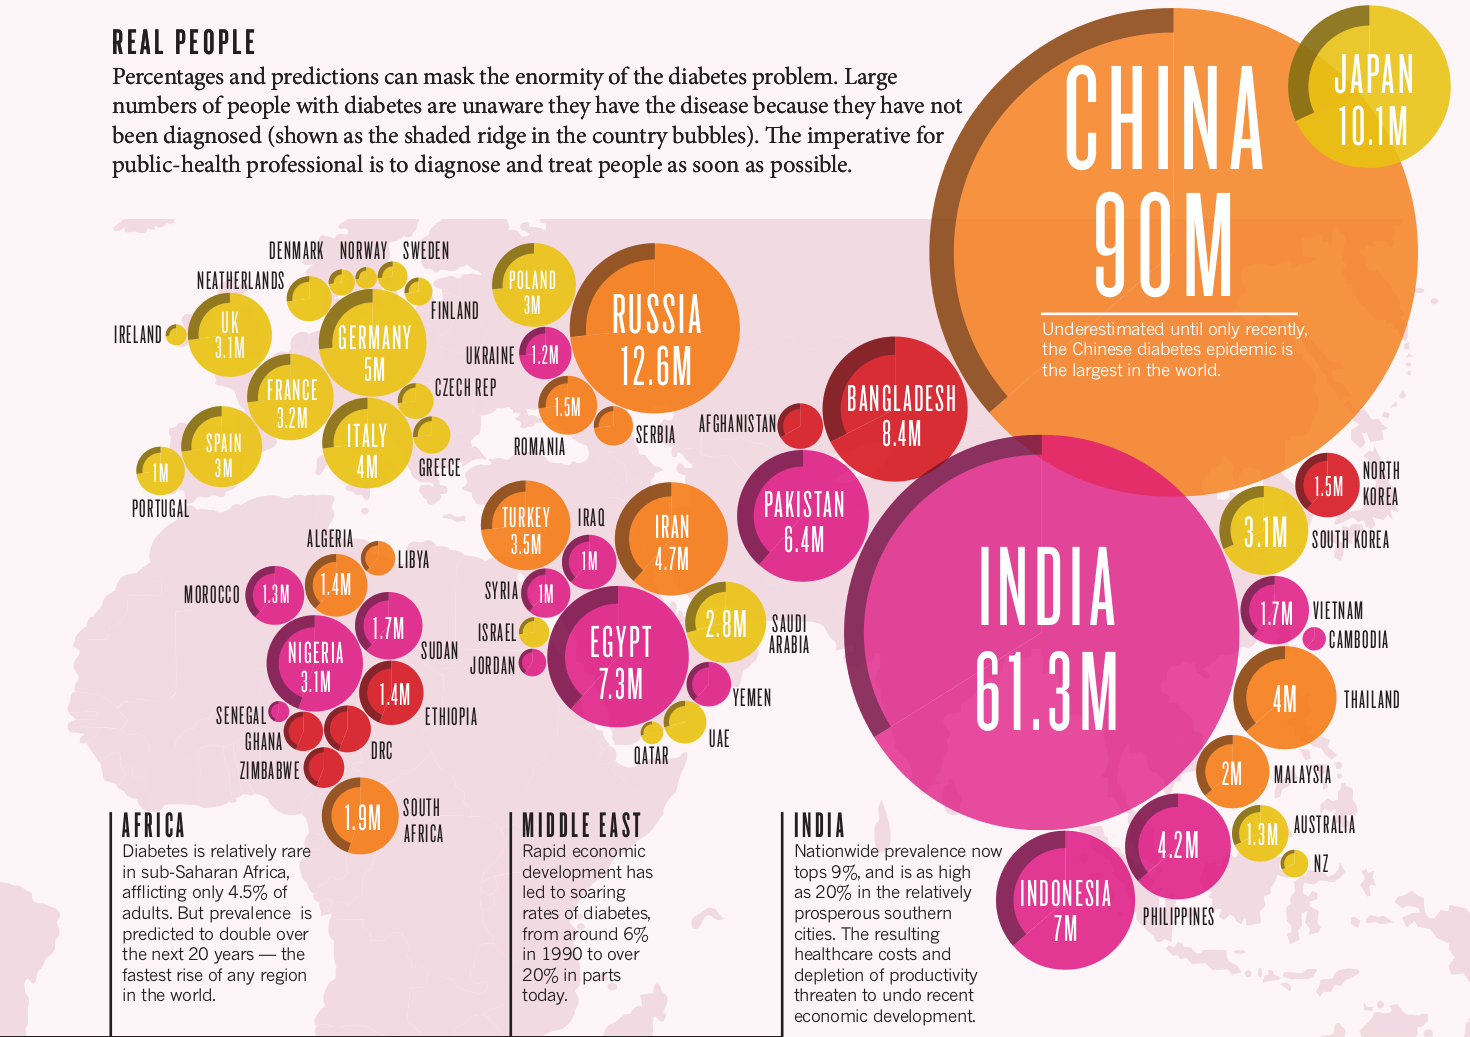 REAL PEOPLE
Percentages and predictions can mask the enormity of the diabetes problem. Large
numbers of people with diabetes are unaware they have the disease because they have not
been diagnosed (shown as the shaded ridge in the country bubbles). The imperative for
public-health professional is to diagnose and treat people as soon as possible.
CHINA
90M
Underestimated until only recently,
the Chinese diabetes epidemic is
the largest in the world.
JAPAN
10.1M
DENMARK
NORWAY
SWEDEN
NEATHERLANDS
FINLAND
IRELAND
UK
3.1M
GERMANY
5M
FRANCE
3.2M
CZECH REP
SPAIN
3M
ITALY
4M
GREECE
1M
PORTUGAL
POLAND
3M
RUSSIA
12.6M
UKRAINE
1.2M
1.5M
ROMANIA
SERBIA
AFGHANISTAN
BANGLADESH
8.4M
PAKISTAN
6.4M
INDIA
61.3M
TURKEY
3.5M
IRAQ
1M
IRAN
4.7M
SYRIA
1M
ISRAEL
JORDAN
EGYPT
7.3M
2.8M
SAUDI
ARABIA
YEMEN
UAE
QATAR
ALGERIA
1.4M
LIBYA
MOROCCO
1.3M
1.7M
SUDAN
NIGERIA
3.1M
1.4M
ETHIOPIA
SENEGAL
GHANA
DRC
ZIMBABWE
1.9M
SOUTH
AFRICA
1.5M
NORTH
KOREA
3.1M
SOUTH KOREA
1.7M
VIETNAM
CAMBODIA
4M
THAILAND
2M
MALAYSIA
1.3M
AUSTRALIA
NZ
4.2M
PHILIPPINES
INDONESIA
7M
AFRICA
Diabetes is relatively rare
in sub-Saharan Africa,
afflicting only 4.5% of
adults. But prevalence is
predicted to double over
the next 20 years — the
fastest rise of any region
in the world.
MIDDLE EAST
Rapid economic
development has
led to soaring
rates of diabetes,
from around 6%
in 1990 to over
20% in parts
today.
INDIA
Nationwide prevalence now
tops 9%, and is as high
as 20% in the relatively
prosperous southern
cities. The resulting
healthcare costs and
depletion of productivity
threaten to undo recent
economic development.